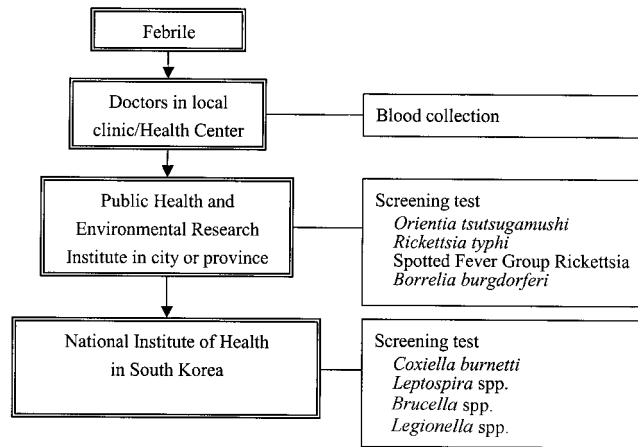 Febrile
Doctors in local
clinic/Health Center
Blood collection
Public Health and
Environmental Research
Institute in city or province
Screening test
Orientia tsutsugamushi
Rickettsia typhi
Spotted Fever Group Rickettsia
Borrelia burgdorferi
National Institute of Health
in South Korea
Screening test
Coxiella burnetti
Leptospira spp.
Brucella spp.
Legionella spp.